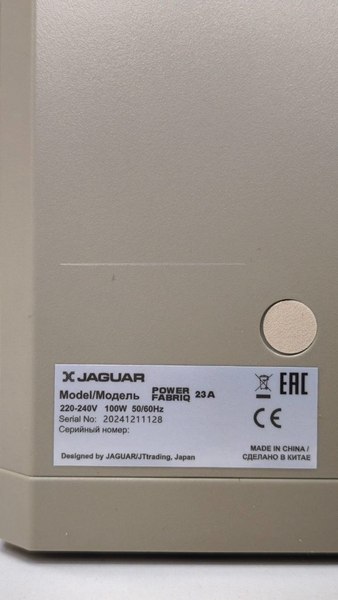 JAGUAR
Model/Модель POWER FABRIQ 23 A
220-240V 100W 50/60Hz
Serial No: 20241211128
Серийный номер:
Designed by JAGUAR/JTtrading, Japan
EAC
CE
MADE IN CHINA /
СДЕЛАНО В КИТАЕ